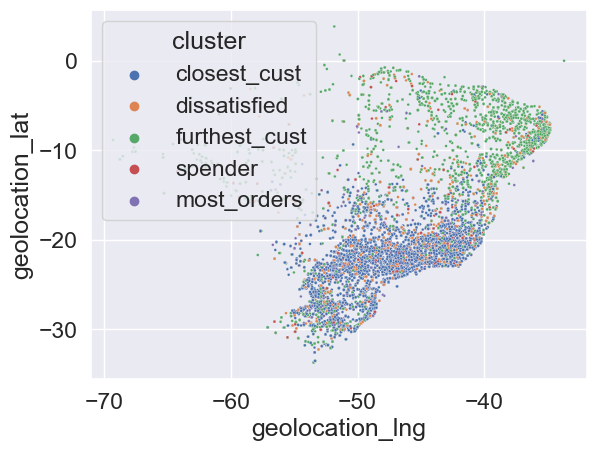 cluster
closest_cust
dissatisfied
furthest_cust
spender
most_orders
geolocation_lat
0
−10
−20
−30
−70
−60
−50
−40
geolocation_lng